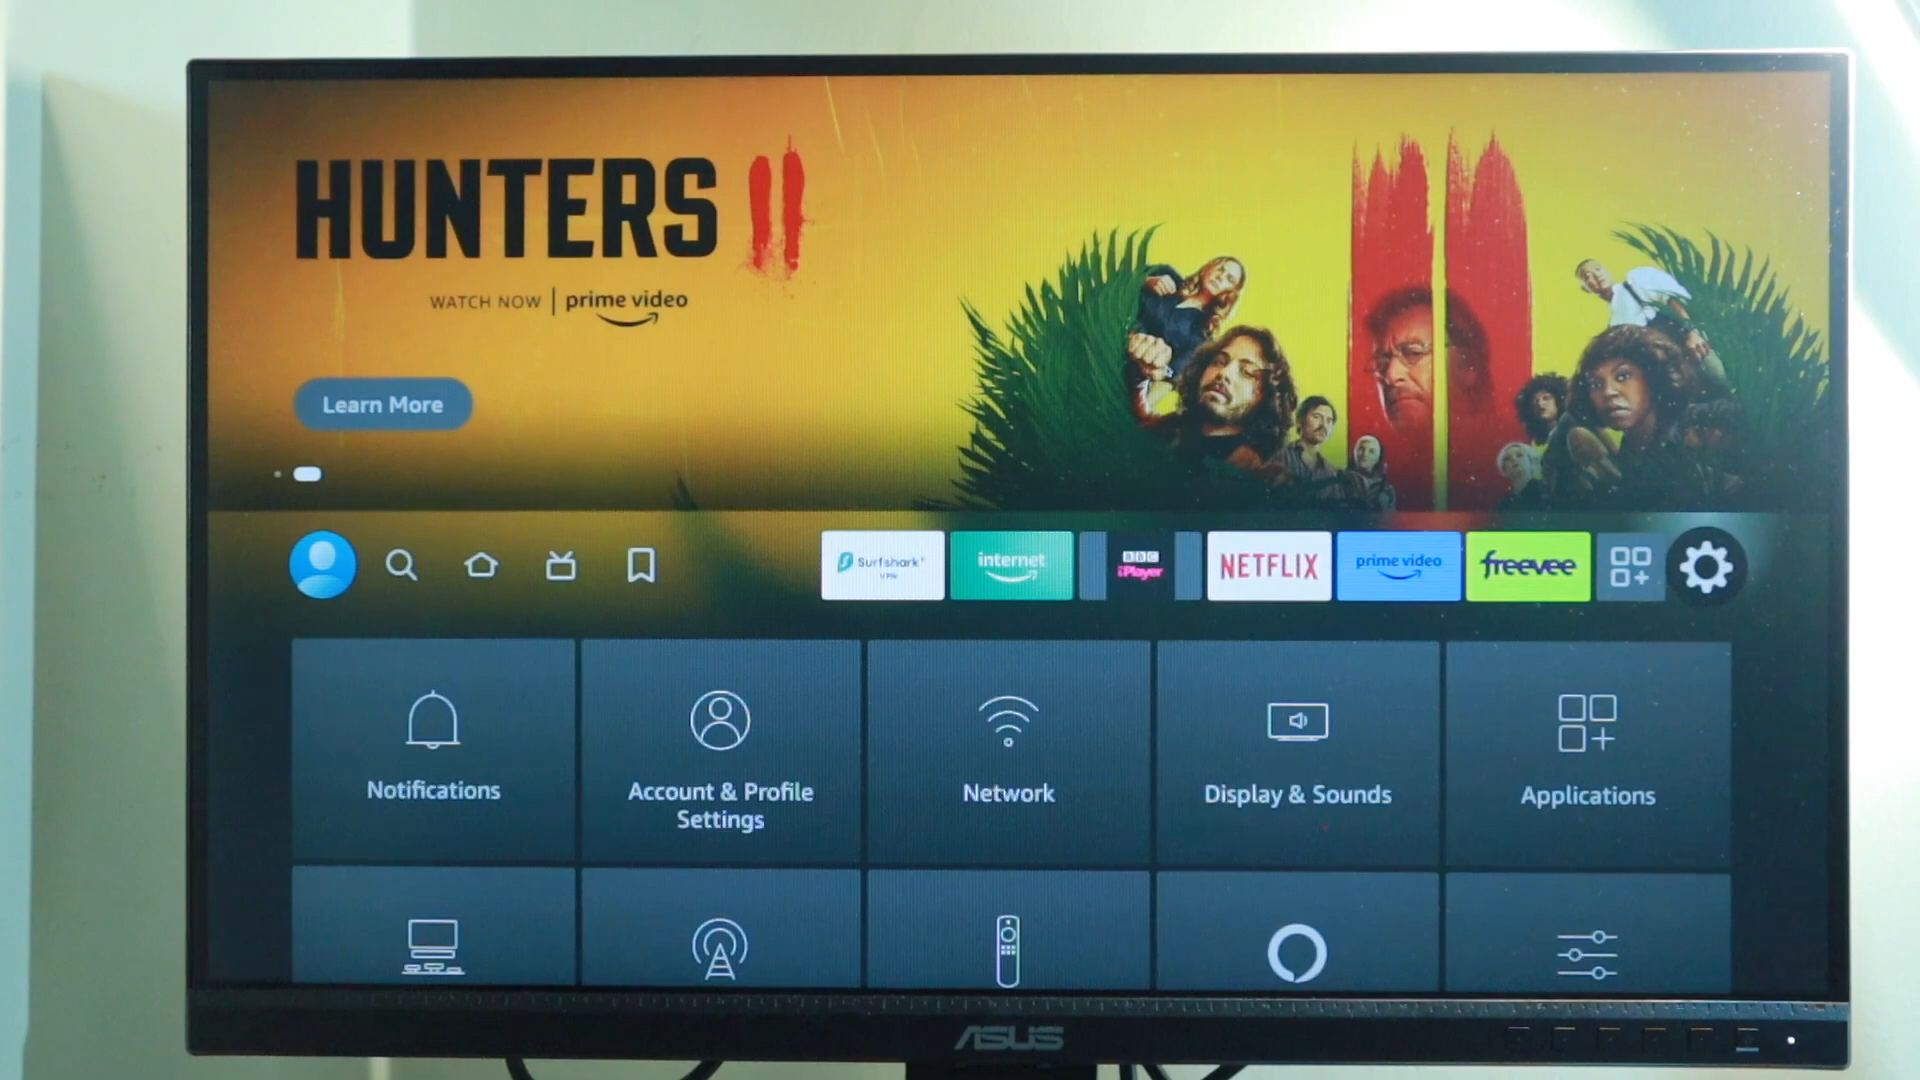 HUNTERS II
WATCH NOW | prime video
Learn More
Surfshark®
VPN
internet
BBC
iPlayer
NETFLIX
prime video
freevee
Notifications
Account & Profile
Settings
Network
Display & Sounds
Applications
ASUS